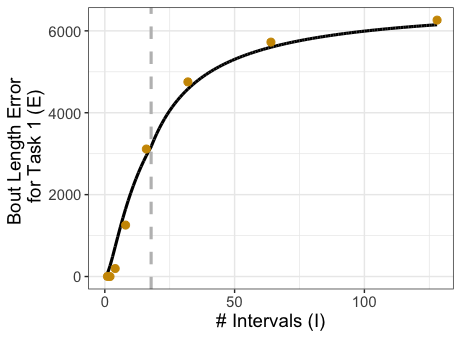 6000
4000
2000
0
Bout Length Error
for Task 1 (E)
0
50
100
# Intervals (I)